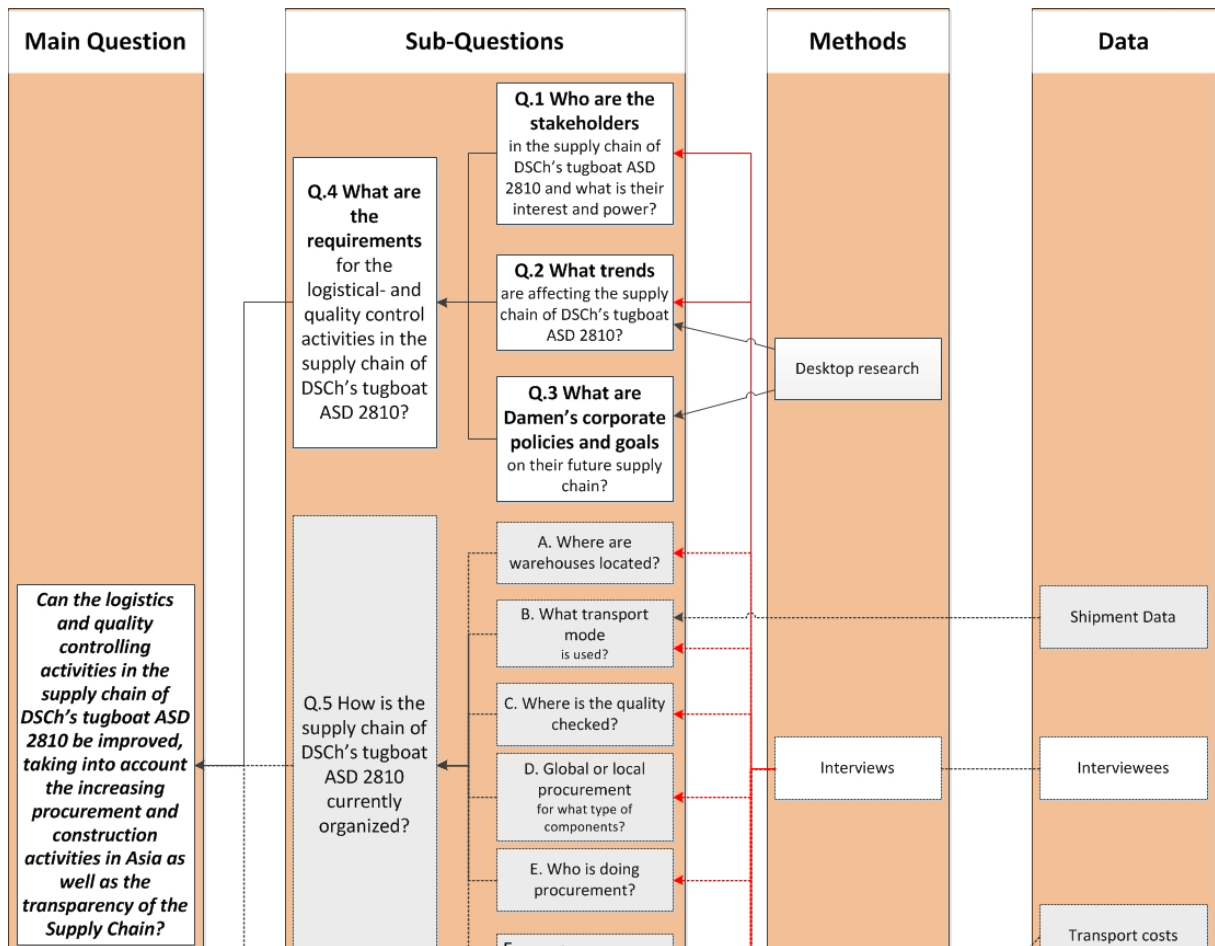 Main Question
Sub-Questions
Methods
Data
Q.1 Who are the
stakeholders
in the supply chain of
DSCh's tugboat ASD
2810 and what is their
interest and power?
Q.4 What are
the
requirements
for the
logistical- and
quality control
activities in the
supply chain of
DSCh's tugboat
ASD 2810?
Q.2 What trends
are affecting the supply
chain of DSCh's tugboat
ASD 2810?
Desktop research
Q.3 What are
Damen's corporate
policies and goals
on their future supply
chain?
A. Where are
warehouses located?
Can the logistics
and quality
controlling
activities in the
supply chain of
DSCh's tugboat ASD
2810 be improved,
taking into account
the increasing
procurement and
construction
activities in Asia as
well as the
transparency of the
Supply Chain?
Q.5 How is the
supply chain of
DSCh's tugboat
ASD 2810
currently
organized?
B. What transport
mode
is used?
Shipment Data
C. Where is the quality
checked?
D. Global or local
procurement
for what type of
components?
Interviews
Interviewees
E. Who is doing
procurement?
Transport costs